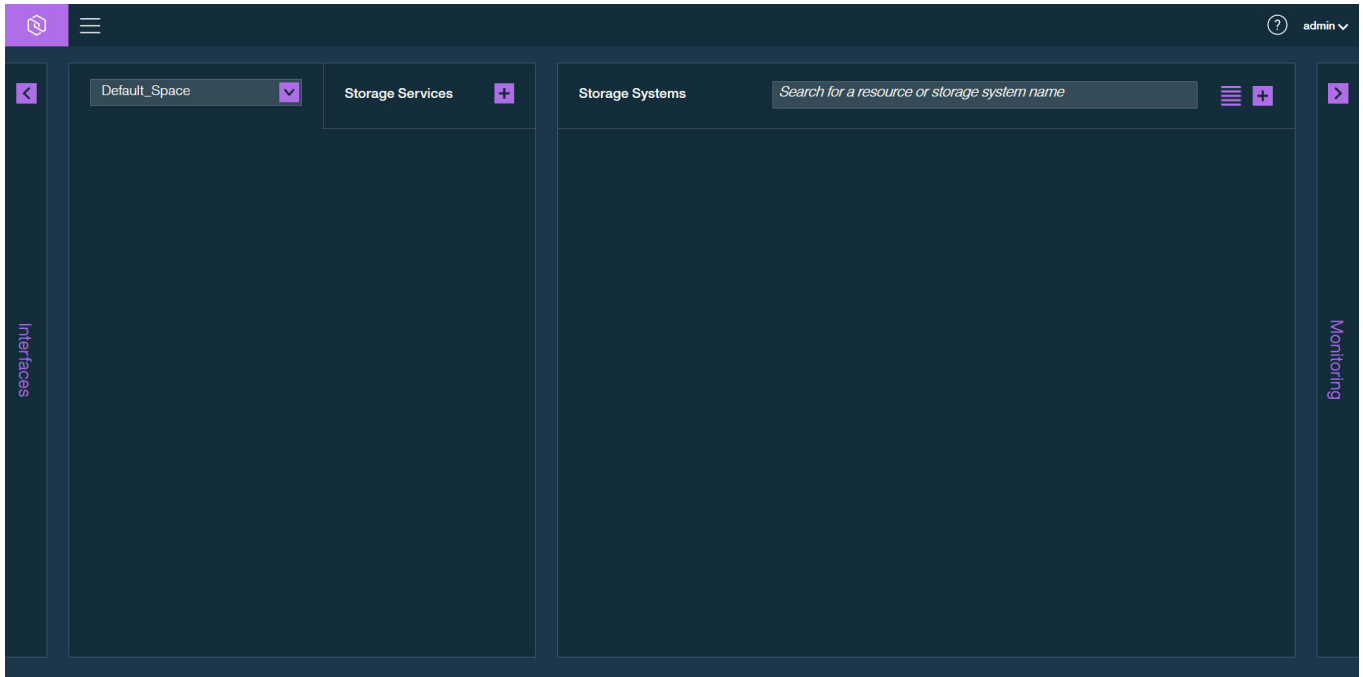 admin
Default_Space
Storage Services
Storage Systems
Search for a resource or storage system name
Interfaces
Monitoring